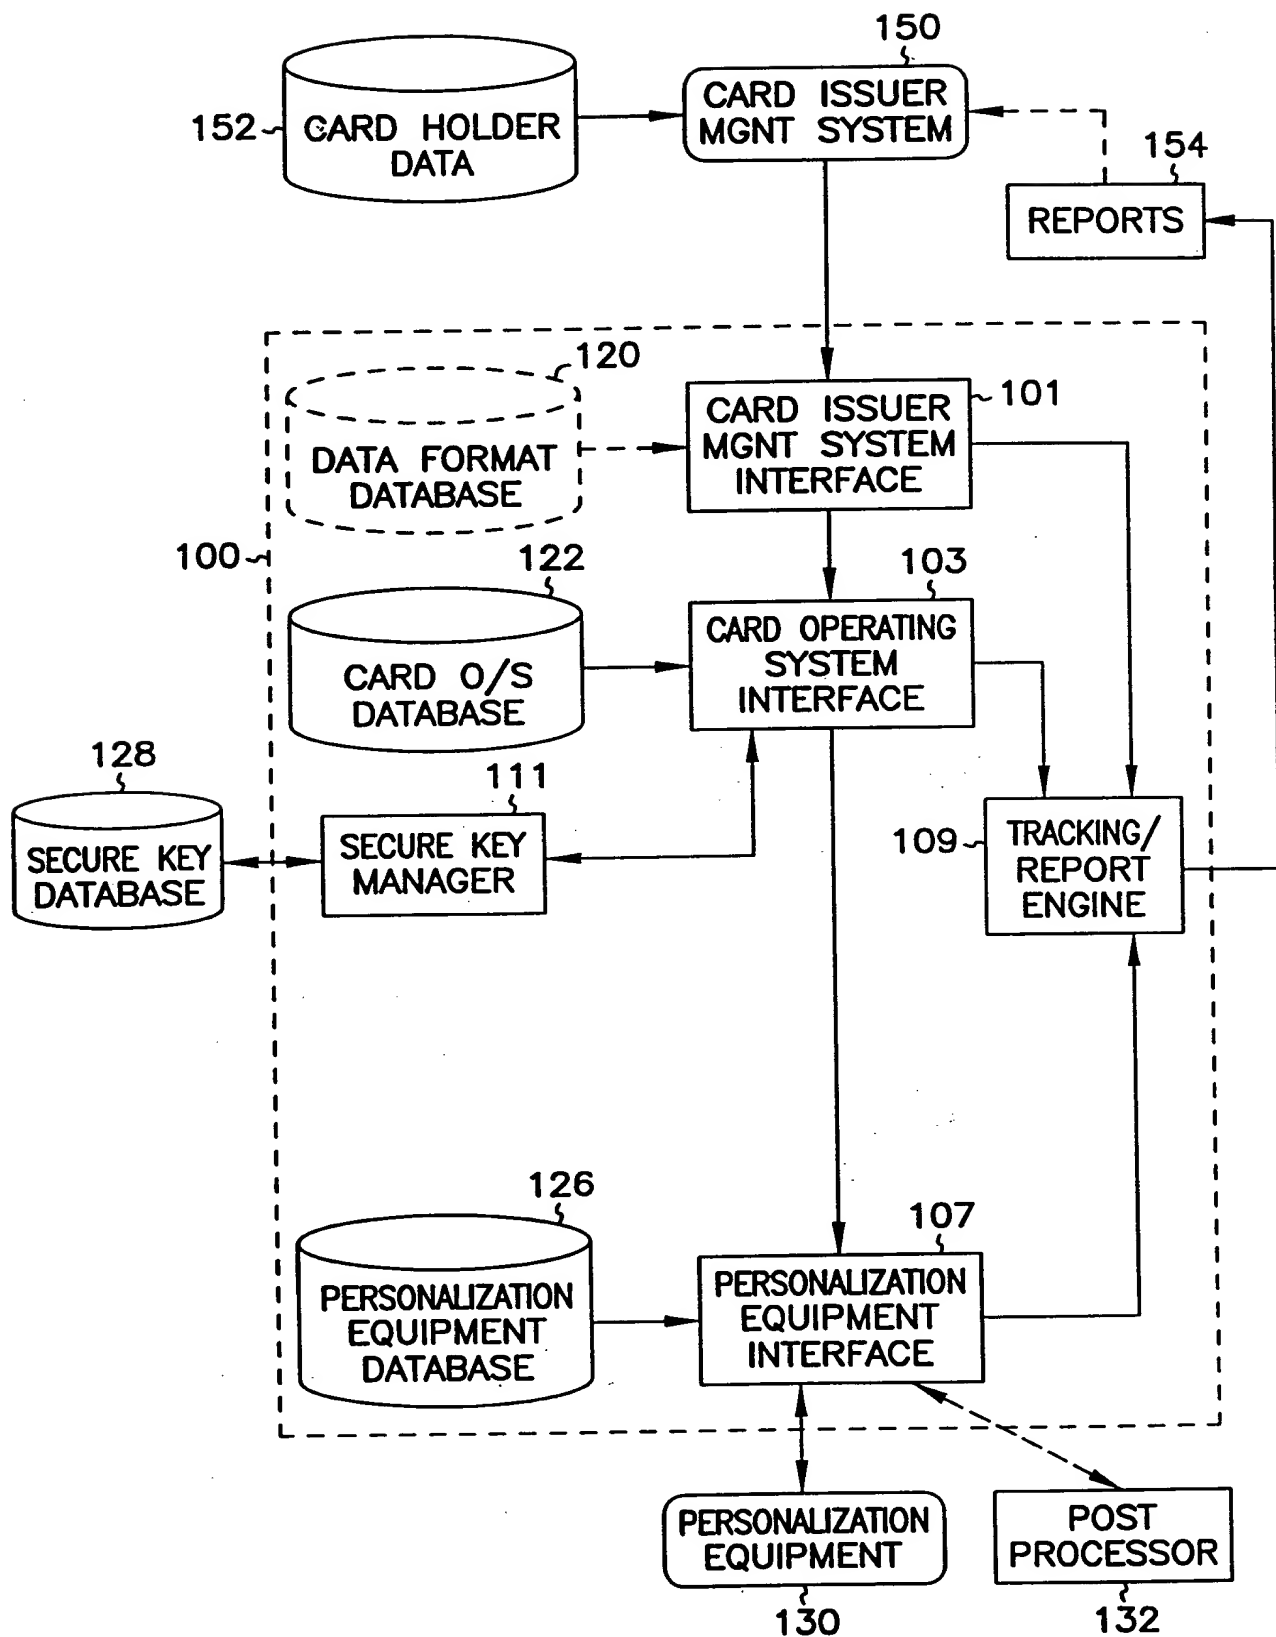 150
CARD ISSUER
MGNT SYSTEM
152
CARD HOLDER
DATA
154
REPORTS
120
DATA FORMAT
DATABASE
101
CARD ISSUER
MGNT SYSTEM
INTERFACE
100
122
CARD O/S
DATABASE
103
CARD OPERATING
SYSTEM
INTERFACE
128
SECURE KEY
DATABASE
111
SECURE KEY
MANAGER
109
TRACKING/
REPORT
ENGINE
126
PERSONALIZATION
EQUIPMENT
DATABASE
107
PERSONALIZATION
EQUIPMENT
INTERFACE
PERSONALIZATION
EQUIPMENT
130
POST
PROCESSOR
132